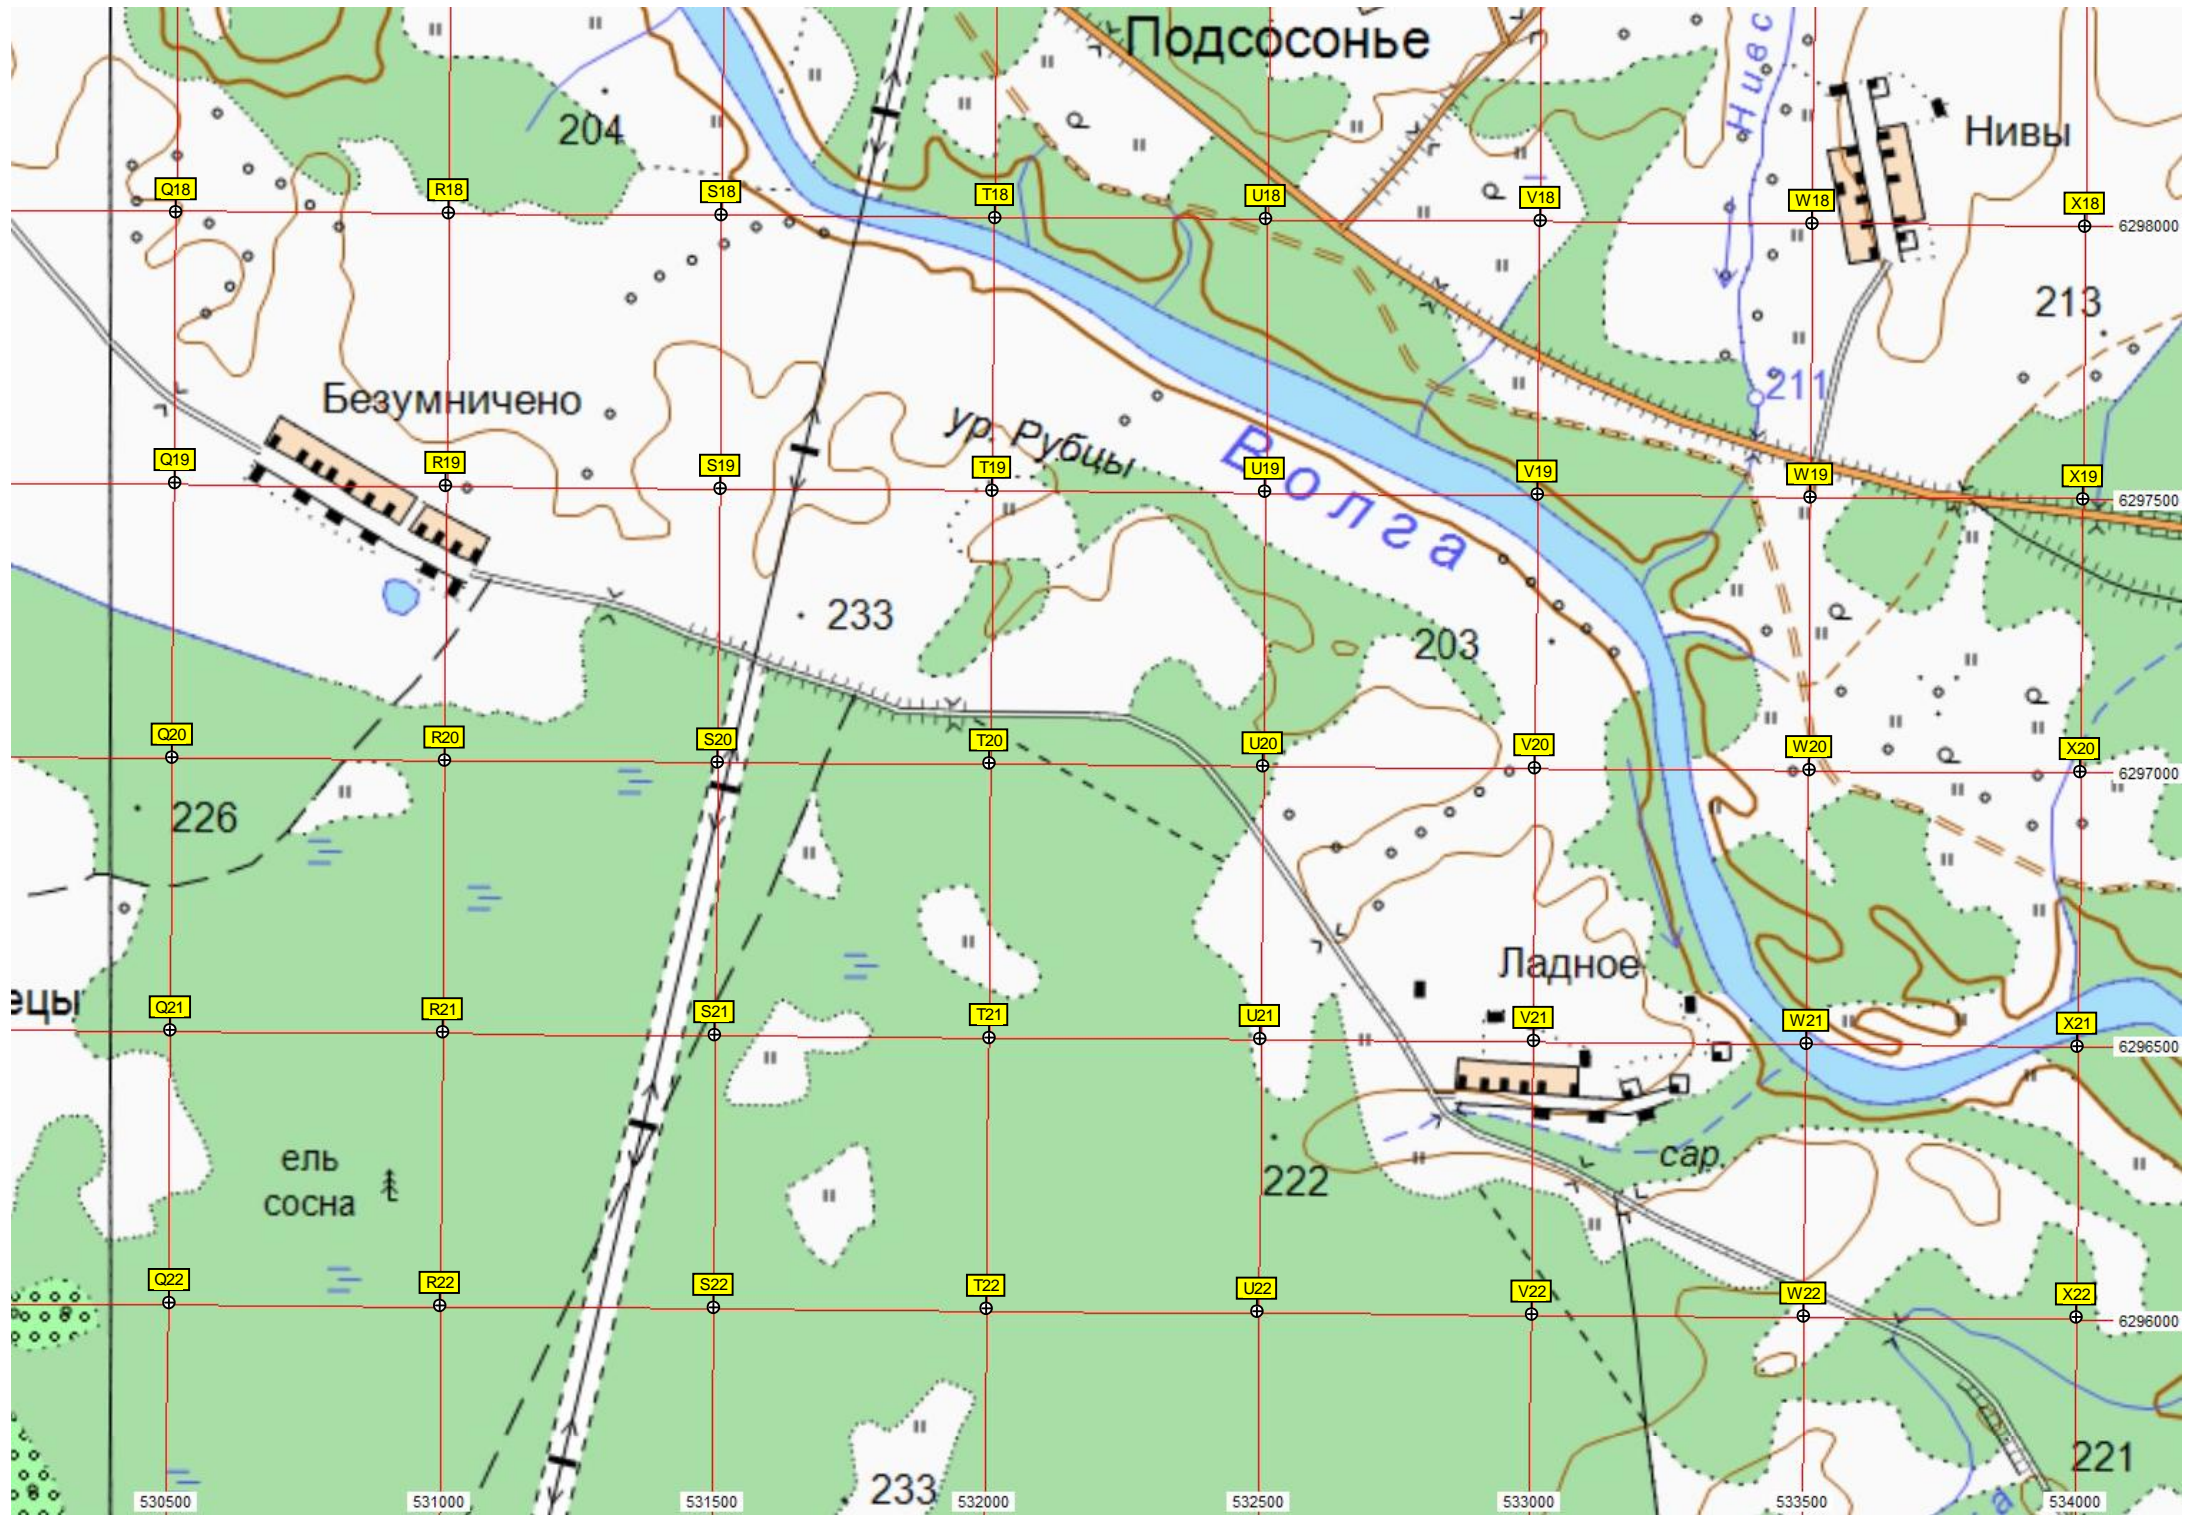 Подсосонье
Нивс
204
Нивы
Q18
R18
S18
T18
U18
V18
W18
X18
6298000
213
211
Безумничено
ур. Рубцы
Волга
Q19
R19
S19
T19
U19
V19
W19
X19
6297500
233
203
Q20
R20
S20
T20
U20
V20
W20
X20
6297000
226
Ладное
ецы
Q21
R21
S21
T21
U21
V21
W21
X21
6296500
ель
сосна
222
сар.
Q22
R22
S22
T22
U22
V22
W22
X22
6296000
221
233
а
530500
531000
531500
532000
532500
533000
533500
534000